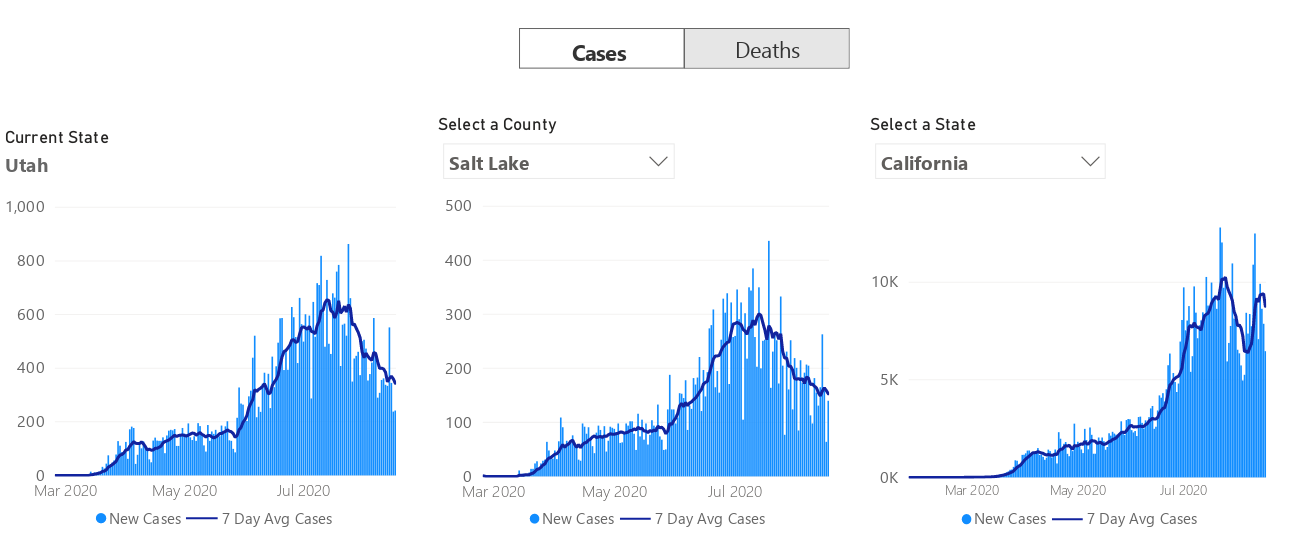 Cases
Deaths
Current State
Utah
1,000
800
600
400
200
0
Mar 2020 May 2020 Jul 2020
New Cases 7 Day Avg Cases
Select a County
Salt Lake
500
400
300
200
100
0
Mar 2020 May 2020 Jul 2020
New Cases 7 Day Avg Cases
Select a State
California
10K
5K
0K
Mar 2020 May 2020 Jul 2020
New Cases 7 Day Avg Cases